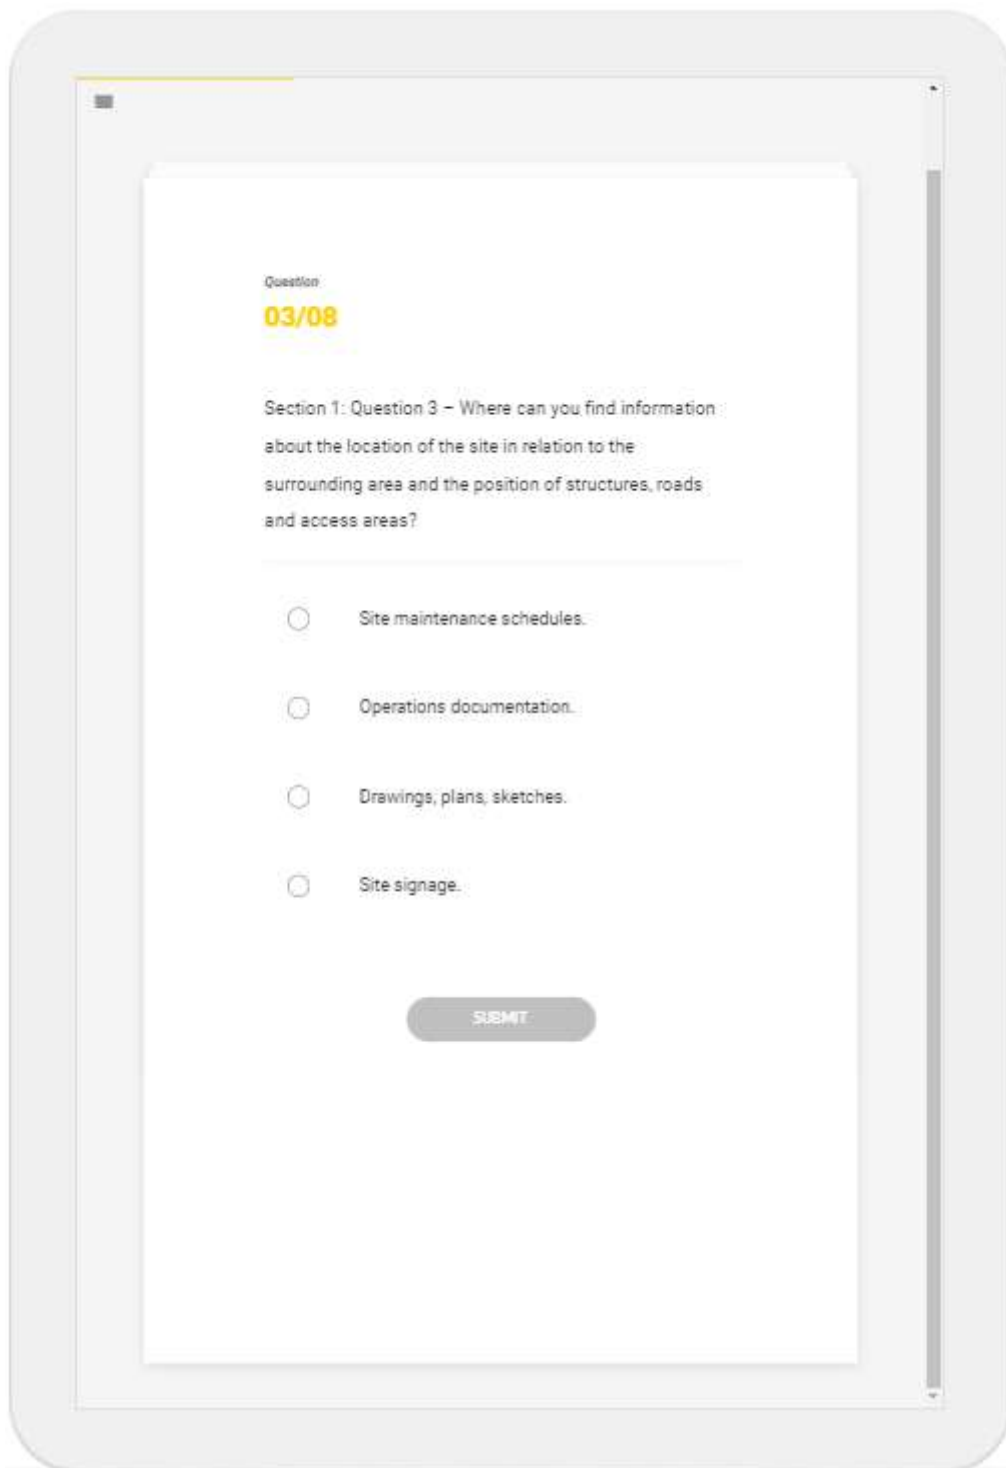 Question
03/08
Section 1: Question 3 – Where can you find information
about the location of the site in relation to the
surrounding area and the position of structures, roads
and access areas?
Site maintenance schedules.
Operations documentation.
Drawings, plans, sketches.
Site signage.
SUBMIT